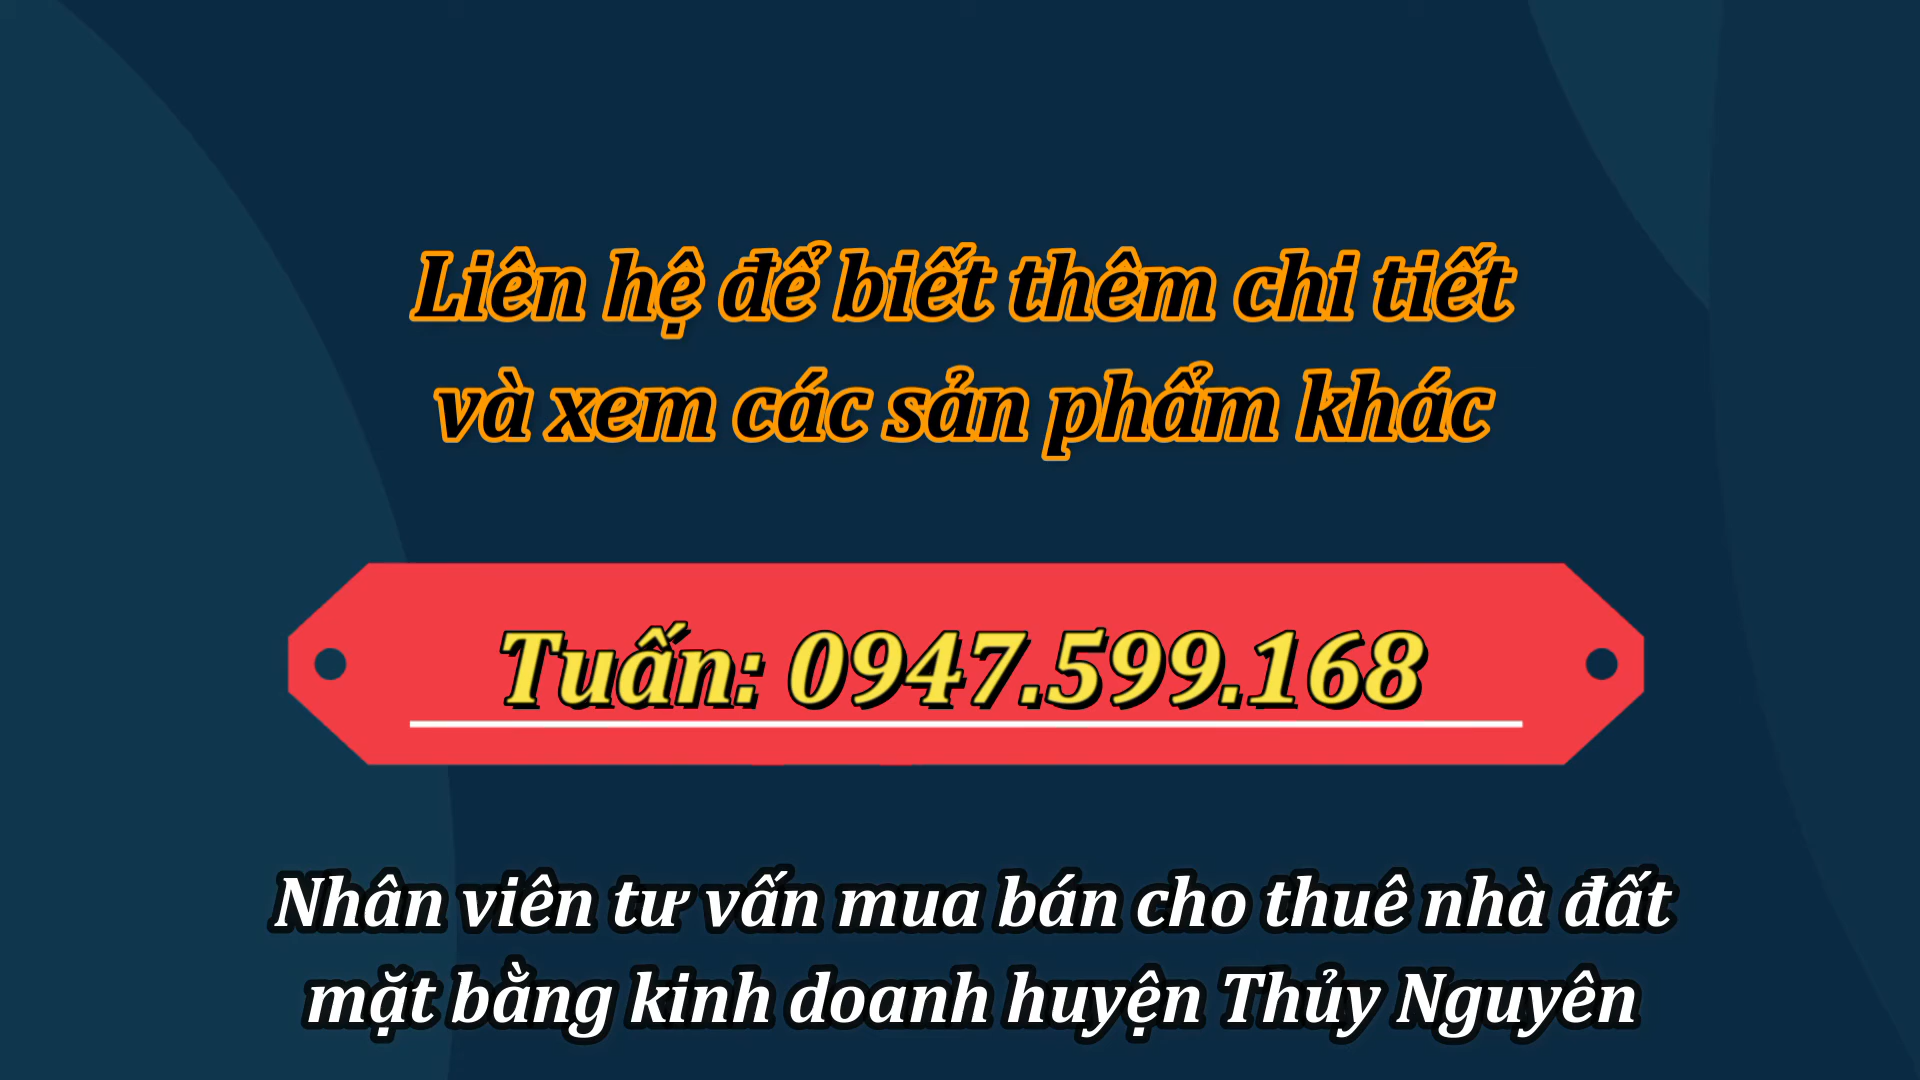 Liên hệ để biết thêm chi tiết
và xem các sản phẩm khác
Tuấn: 0947.599.168
Nhân viên tư vấn mua bán cho thuê nhà đất
mặt bằng kinh doanh huyện Thủy Nguyên